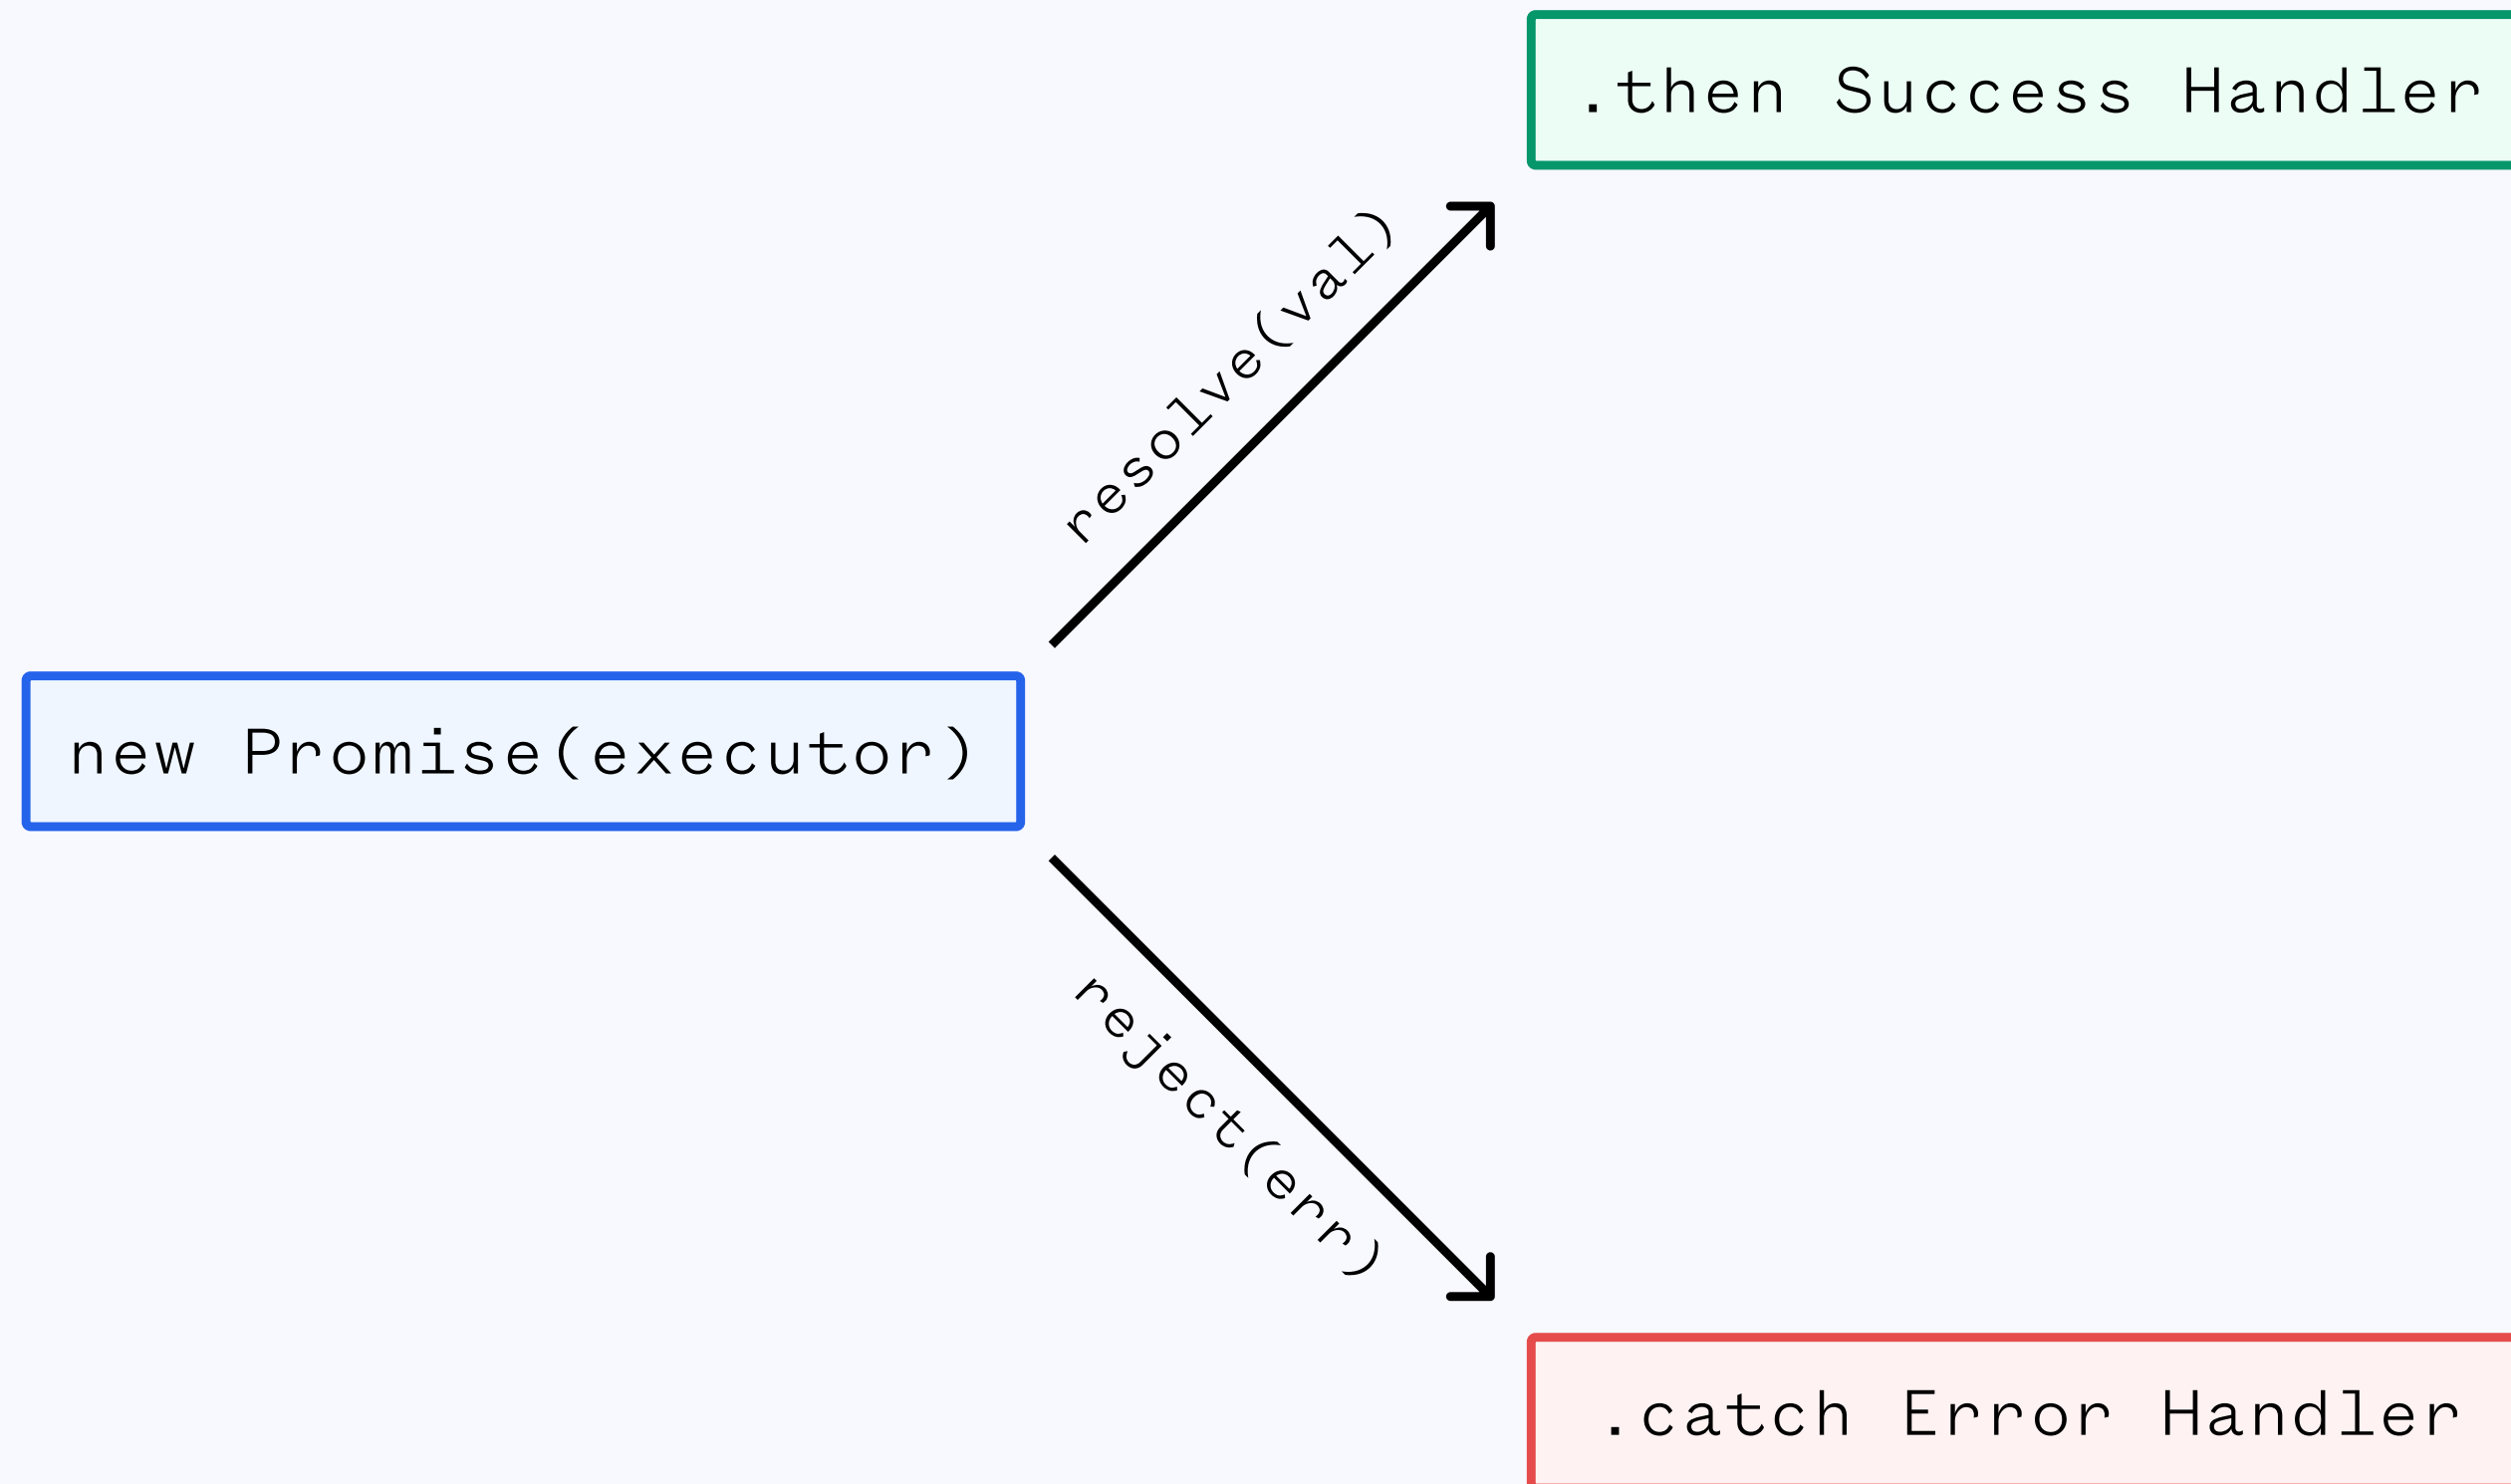 .then Success Handler
resolve(val)
new Promise(executor)
reject(err)
.catch Error Handler